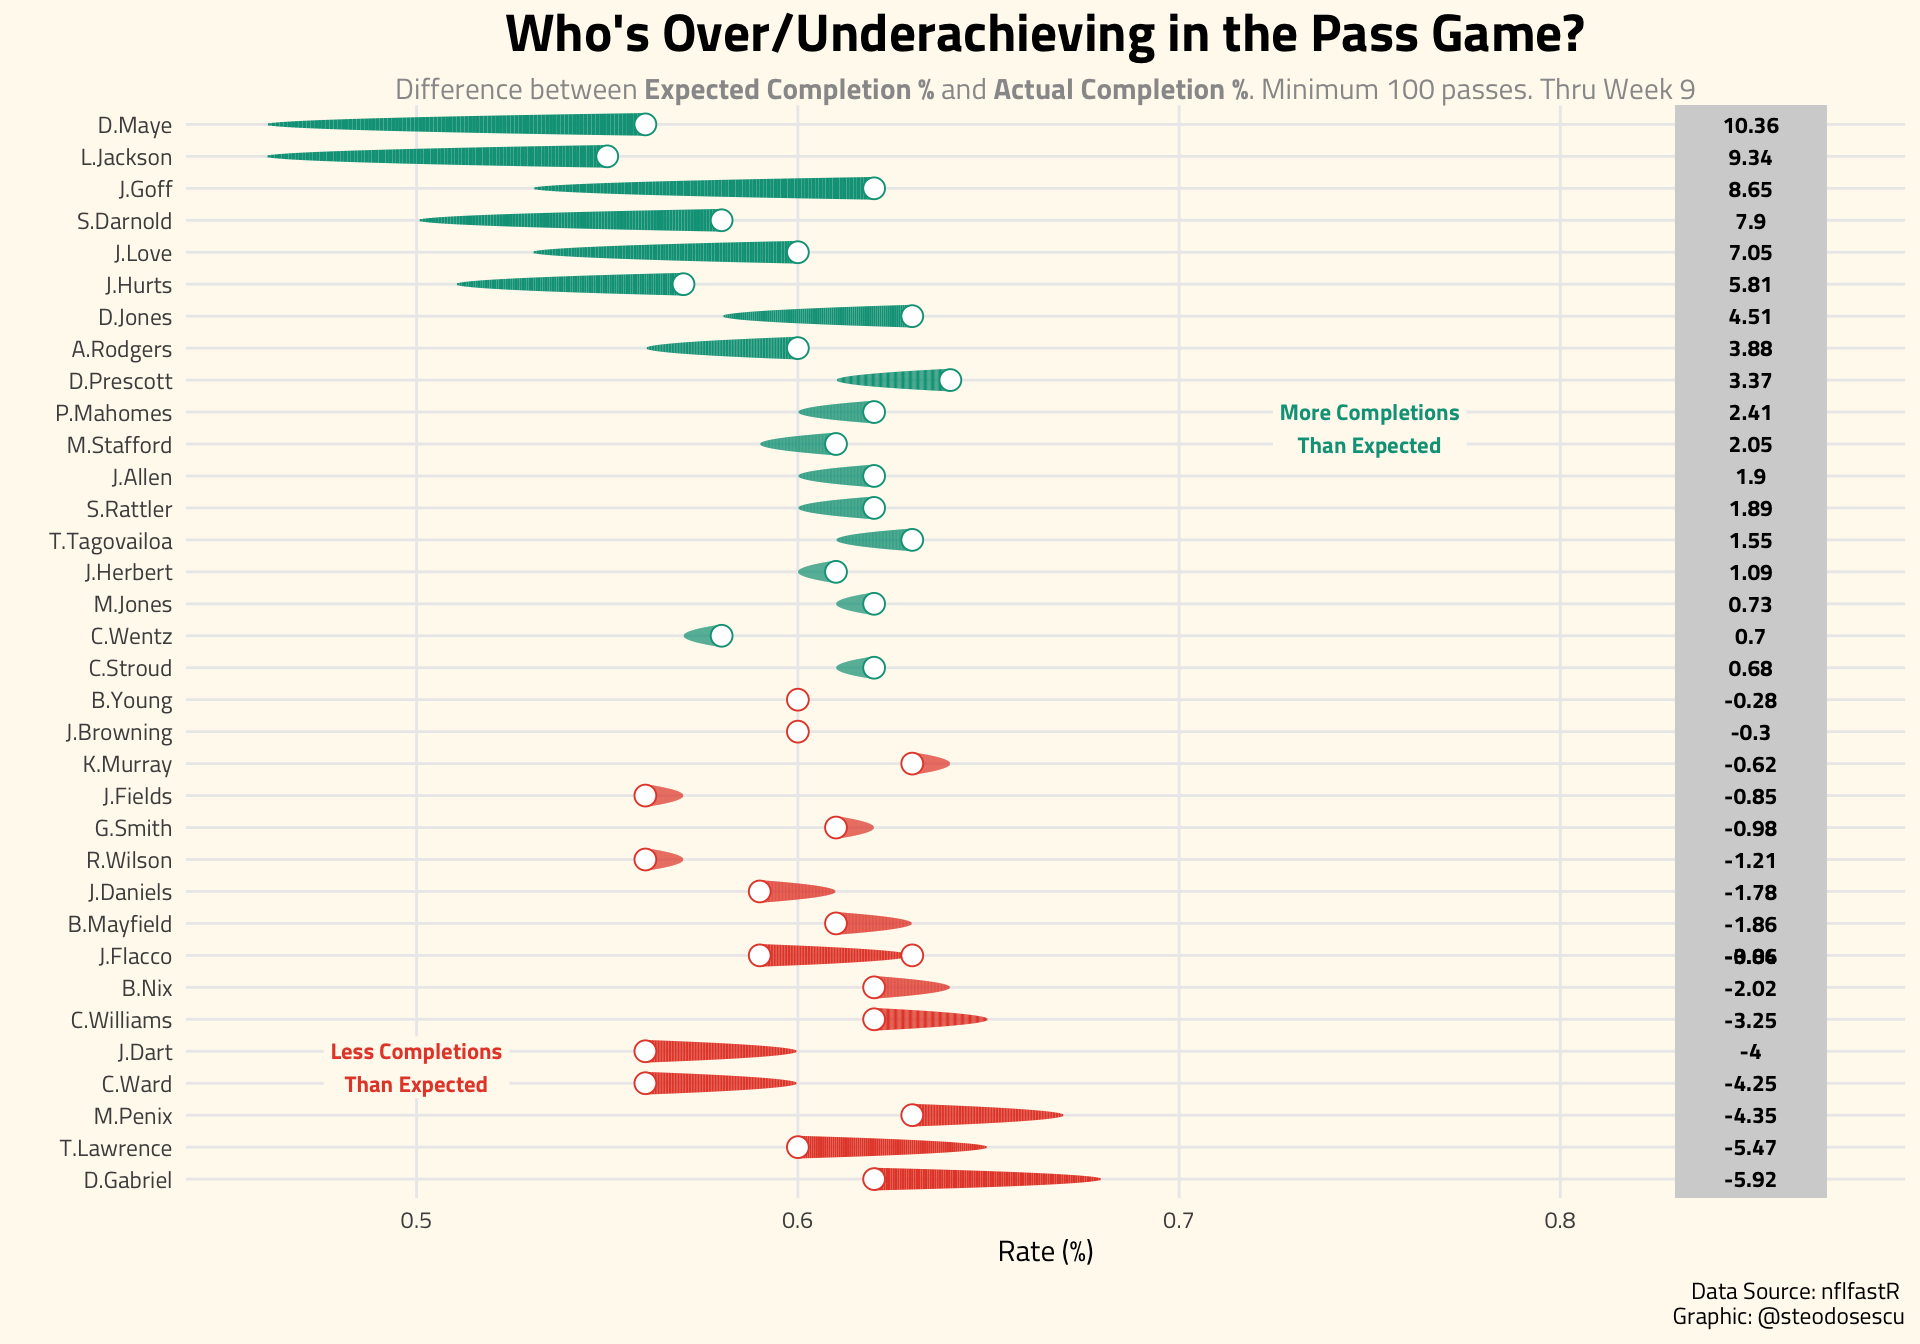 Who's Over/Underachieving in the Pass Game?
Difference between Expected Completion % and Actual Completion %. Minimum 100 passes. Thru Week 9
D.Maye 10.36
L.Jackson 9.34
J.Goff 8.65
S.Darnold 7.9
J.Love 7.05
J.Hurts 5.81
D.Jones 4.51
A.Rodgers 3.88
D.Prescott 3.37
P.Mahomes More Completions 2.41
M.Stafford Than Expected 2.05
J.Allen 1.9
S.Rattler 1.89
T.Tagovailoa 1.55
J.Herbert 1.09
M.Jones 0.73
C.Wentz 0.7
C.Stroud 0.68
B.Young -0.28
J.Browning -0.3
K.Murray -0.62
J.Fields -0.85
G.Smith -0.98
R.Wilson -1.21
J.Daniels -1.78
B.Mayfield -1.86
J.Flacco
B.Nix -2.02
C.Williams -3.25
J.Dart Less Completions -4
C.Ward Than Expected -4.25
M.Penix -4.35
T.Lawrence -5.47
D.Gabriel -5.92
0.5 0.6 0.7 0.8
Rate (%)
Data Source: nflfastR
Graphic: @steodosescu